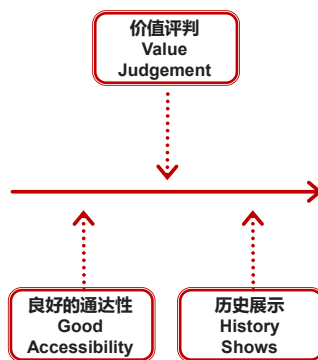 价值评判
Value
Judgement
良好的通达性
Good
Accessibility
历史展示
History
Shows